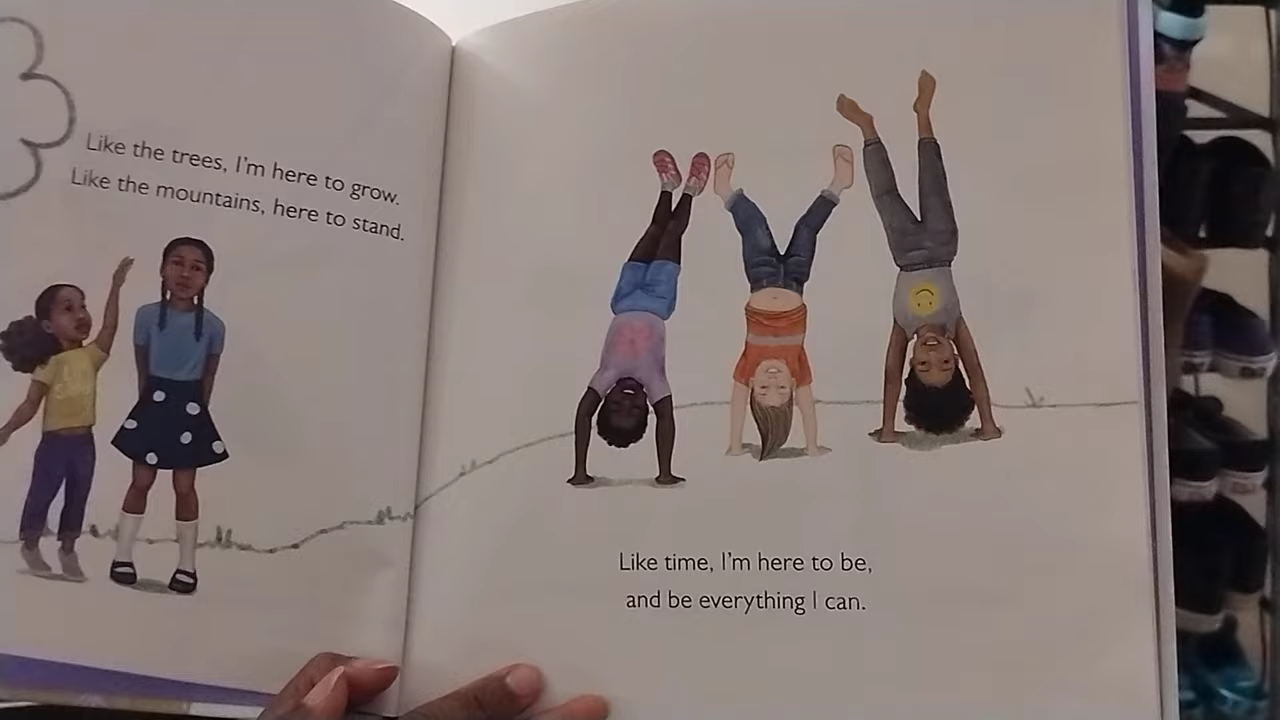 Like the trees, I'm here to grow.
Like the mountains, here to stand.
Like time, I'm here to be,
and be everything I can.